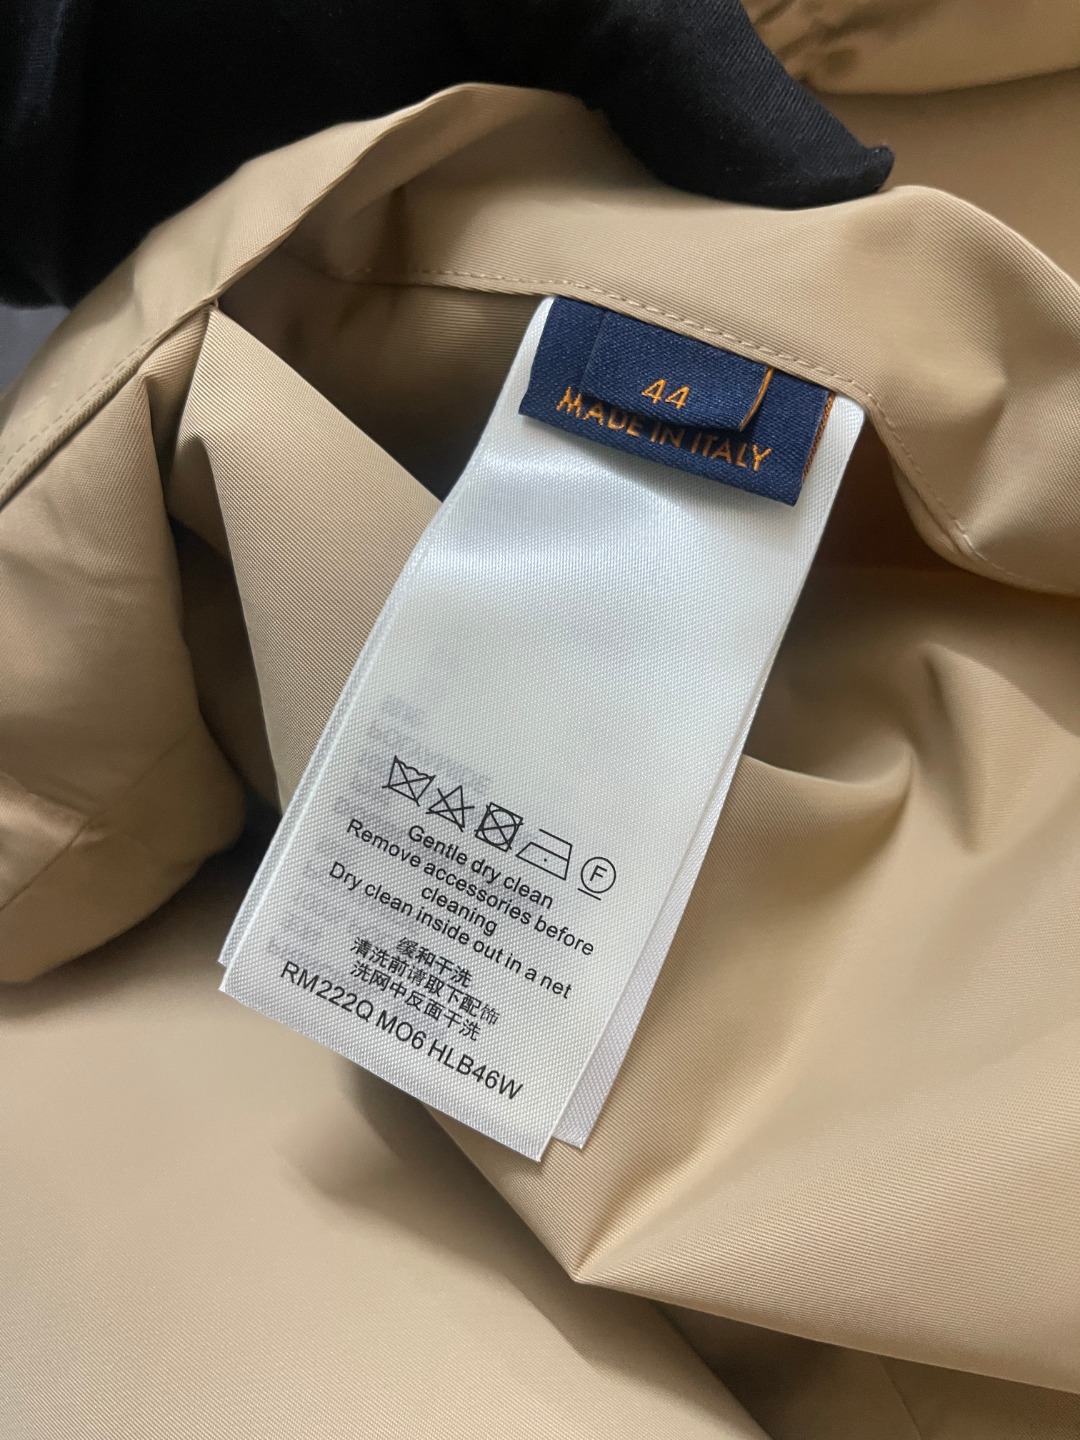 44
MADE IN ITALY
F
Gentle dry clean
Remove accessories before
cleaning
Dry clean inside out in a net
缓和干洗
清洗前请取下配饰
洗网中反面干洗
RM222Q MO6 HLB46W